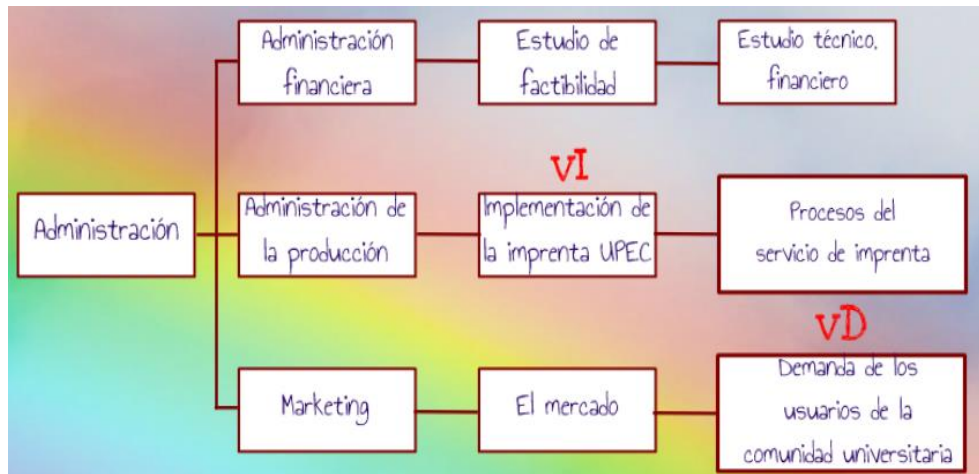 Administración
financiera
Estudio de
factibilidad
Estudio técnico,
financiero
VI
Administración
Administración de
la producción
Implementación de
la imprenta UPEC
Procesos del
servicio de imprenta
VD
Marketing
El mercado
Demanda de los
usuarios de la
comunidad universitaria